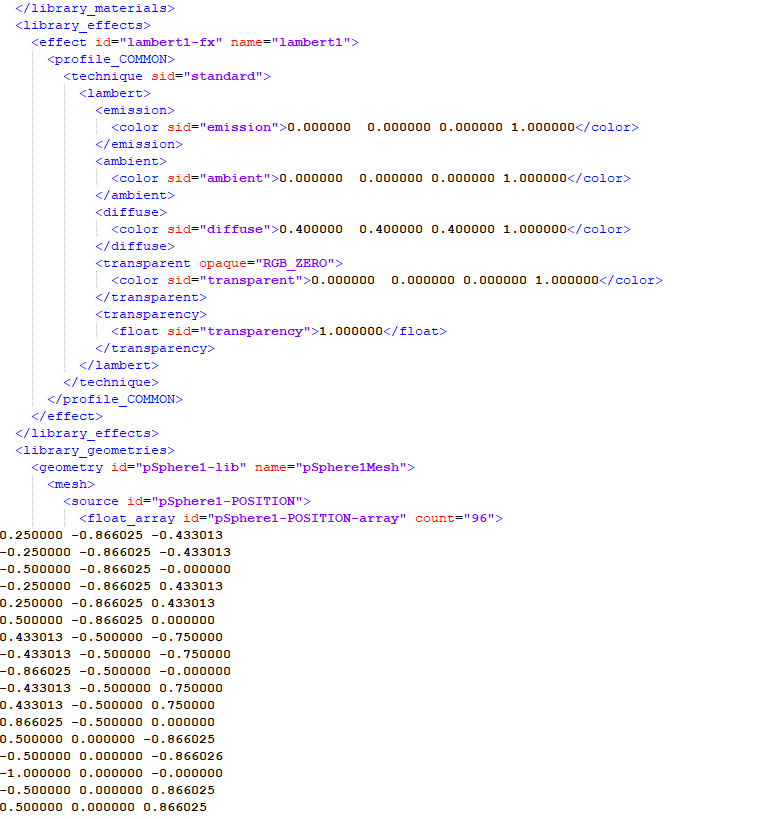 </library_materials>
<library_effects>
<effect id="lambert1-fx" name="lambert1">
<profile_COMMON>
<technique sid="standard">
<lambert>
<emission>
<color sid="emission">0.000000  0.000000 0.000000 1.000000</color>
</emission>
<ambient>
<color sid="ambient">0.000000  0.000000 0.000000 1.000000</color>
</ambient>
<diffuse>
<color sid="diffuse">0.400000  0.400000 0.400000 1.000000</color>
</diffuse>
<transparent opaque="RGB_ZERO">
<color sid="transparent">0.000000  0.000000 0.000000 1.000000</color>
</transparent>
<transparency>
<float sid="transparency">1.000000</float>
</transparency>
</lambert>
</technique>
</profile_COMMON>
</effect>
</library_effects>
<library_geometries>
<geometry id="pSphere1-lib" name="pSphere1Mesh">
<mesh>
<source id="pSphere1-POSITION">
<float_array id="pSphere1-POSITION-array" count="96">
0.250000 -0.866025 -0.433013
-0.250000 -0.866025 -0.433013
-0.500000 -0.866025 -0.000000
-0.250000 -0.866025 0.433013
0.250000 -0.866025 0.433013
0.500000 -0.866025 0.000000
0.433013 -0.500000 -0.750000
-0.433013 -0.500000 -0.750000
-0.866025 -0.500000 -0.000000
-0.433013 -0.500000 0.750000
0.433013 -0.500000 0.750000
0.866025 -0.500000 0.000000
0.500000 0.000000 -0.866025
-0.500000 0.000000 -0.866026
-1.000000 0.000000 -0.000000
-0.500000 0.000000 0.866025
0.500000 0.000000 0.866025